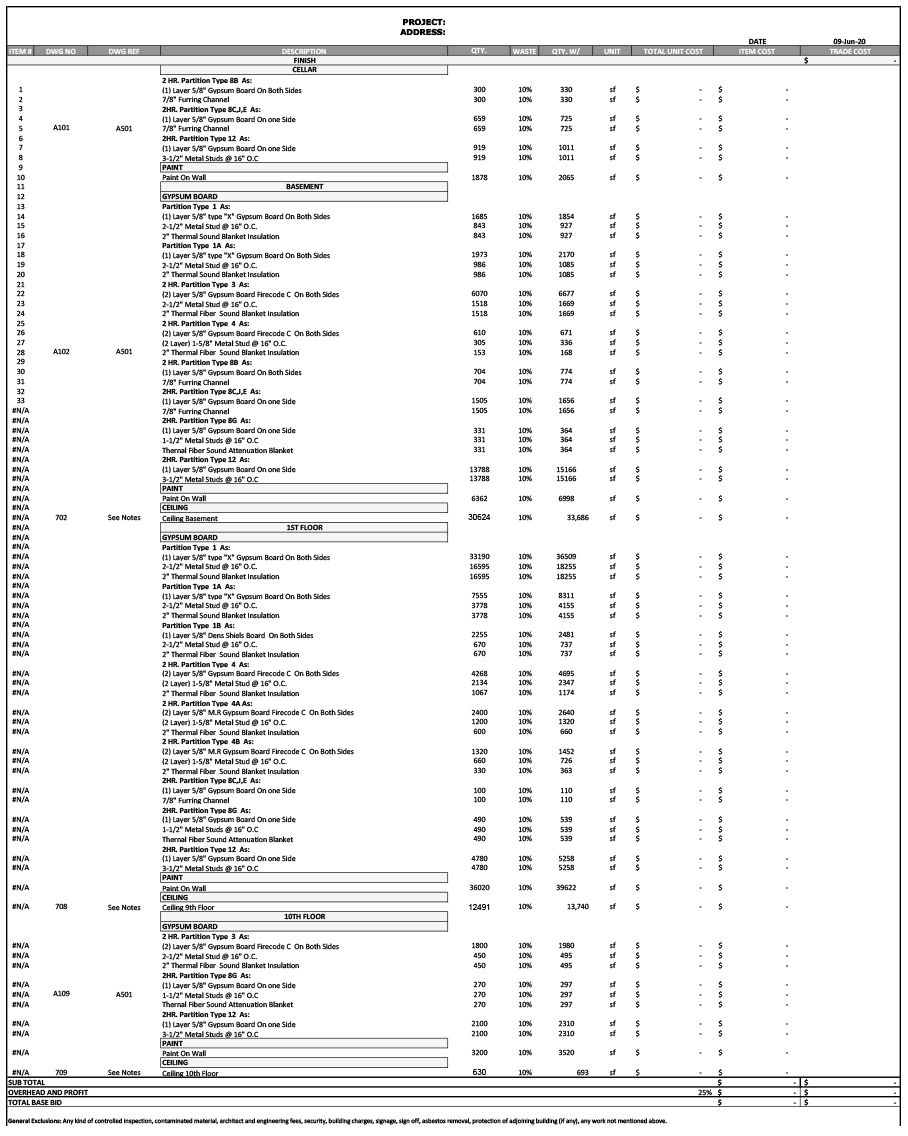 PROJECT:
ADDRESS:
DATE 09-Jun-20
ITEM # DWG NO DWG REF DESCRIPTION QTY. WASTE QTY. W/ UNIT TOTAL UNIT COST ITEM COST TRADE COST
FINISH $ -
CELLAR
2 HR. Partition Type 8B As:
1 (1) Layer 5/8" Gypsum Board On Both Sides 300 10% 330 sf $ - $ -
2 7/8" Furring Channel 300 10% 330 sf $ - $ -
3 2HR. Partition Type 8C,J,E As:
4 (1) Layer 5/8" Gypsum Board On one Side 659 10% 725 sf $ - $ -
5 A101 A501 7/8" Furring Channel 659 10% 725 sf $ - $ -
6 2HR. Partition Type 12 As:
7 (1) Layer 5/8" Gypsum Board On one Side 919 10% 1011 sf $ - $ -
8 3-1/2" Metal Studs @ 16" O.C 919 10% 1011 sf $ - $ -
9 PAINT
10 Paint On Wall 1878 10% 2065 sf $ - $ -
11 BASEMENT
12 GYPSUM BOARD
13 Partition Type 1 As:
14 (1) Layer 5/8" type "X" Gypsum Board On Both Sides 1685 10% 1854 sf $ - $ -
15 2-1/2" Metal Stud @ 16" O.C. 843 10% 927 sf $ - $ -
16 2" Thermal Sound Blanket Insulation 843 10% 927 sf $ - $ -
17 Partition Type 1A As:
18 (1) Layer 5/8" type "X" Gypsum Board On Both Sides 1973 10% 2170 sf $ - $ -
19 2-1/2" Metal Stud @ 16" O.C. 986 10% 1085 sf $ - $ -
20 2" Thermal Sound Blanket Insulation 986 10% 1085 sf $ - $ -
21 2 HR. Partition Type 3 As:
22 (2) Layer 5/8" Gypsum Board Firecode C On Both Sides 6070 10% 6677 sf $ - $ -
23 2-1/2" Metal Stud @ 16" O.C. 1518 10% 1669 sf $ - $ -
24 2" Thermal Fiber Sound Blanket Insulation 1518 10% 1669 sf $ - $ -
25 2 HR. Partition Type 4 As:
26 (2) Layer 5/8" Gypsum Board Firecode C On Both Sides 610 10% 671 sf $ - $ -
27 (2 Layer) 1-5/8" Metal Stud @ 16" O.C. 305 10% 336 sf $ - $ -
28 A102 A501 2" Thermal Fiber Sound Blanket Insulation 153 10% 168 sf $ - $ -
29 2 HR. Partition Type 8B As:
30 (1) Layer 5/8" Gypsum Board On Both Sides 704 10% 774 sf $ - $ -
31 7/8" Furring Channel 704 10% 774 sf $ - $ -
32 2HR. Partition Type 8C,J,E As:
33 (1) Layer 5/8" Gypsum Board On one Side 1505 10% 1656 sf $ - $ -
#N/A 7/8" Furring Channel 1505 10% 1656 sf $ - $ -
#N/A 2HR. Partition Type 8G As:
#N/A (1) Layer 5/8" Gypsum Board On one Side 331 10% 364 sf $ - $ -
#N/A 1-1/2" Metal Studs @ 16" O.C 331 10% 364 sf $ - $ -
#N/A Thernal Fiber Sound Attenuation Blanket 331 10% 364 sf $ - $ -
#N/A 2HR. Partition Type 12 As:
#N/A (1) Layer 5/8" Gypsum Board On one Side 13788 10% 15166 sf $ - $ -
#N/A 3-1/2" Metal Studs @ 16" O.C 13788 10% 15166 sf $ - $ -
#N/A PAINT
#N/A Paint On Wall 6362 10% 6998 sf $ - $ -
#N/A CEILING
#N/A 702 See Notes Ceiling Basement 30624 10% 33,686 sf $ - $ -
#N/A 1ST FLOOR
#N/A GYPSUM BOARD
#N/A Partition Type 1 As:
#N/A (1) Layer 5/8" type "X" Gypsum Board On Both Sides 33190 10% 36509 sf $ - $ -
#N/A 2-1/2" Metal Stud @ 16" O.C. 16595 10% 18255 sf $ - $ -
#N/A 2" Thermal Sound Blanket Insulation 16595 10% 18255 sf $ - $ -
#N/A Partition Type 1A As:
#N/A (1) Layer 5/8" type "X" Gypsum Board On Both Sides 7555 10% 8311 sf $ - $ -
#N/A 2-1/2" Metal Stud @ 16" O.C. 3778 10% 4155 sf $ - $ -
#N/A 2" Thermal Sound Blanket Insulation 3778 10% 4155 sf $ - $ -
#N/A Partition Type 1B As:
#N/A (1) Layer 5/8" Dens Shiels Board On Both Sides 2255 10% 2481 sf $ - $ -
#N/A 2-1/2" Metal Stud @ 16" O.C. 670 10% 737 sf $ - $ -
#N/A 2" Thermal Fiber Sound Blanket Insulation 670 10% 737 sf $ - $ -
2 HR. Partition Type 4 As:
#N/A (2) Layer 5/8" Gypsum Board Firecode C On Both Sides 4268 10% 4695 sf $ - $ -
#N/A (2 Layer) 1-5/8" Metal Stud @ 16" O.C. 2134 10% 2347 sf $ - $ -
#N/A 2" Thermal Fiber Sound Blanket Insulation 1067 10% 1174 sf $ - $ -
2 HR. Partition Type 4A As:
#N/A (2) Layer 5/8" M.R Gypsum Board Firecode C On Both Sides 2400 10% 2640 sf $ - $ -
#N/A (2 Layer) 1-5/8" Metal Stud @ 16" O.C. 1200 10% 1320 sf $ - $ -
#N/A 2" Thermal Fiber Sound Blanket Insulation 600 10% 660 sf $ - $ -
2 HR. Partition Type 4B As:
#N/A (2) Layer 5/8" M.R Gypsum Board Firecode C On Both Sides 1320 10% 1452 sf $ - $ -
#N/A (2 Layer) 1-5/8" Metal Stud @ 16" O.C. 660 10% 726 sf $ - $ -
#N/A 2" Thermal Fiber Sound Blanket Insulation 330 10% 363 sf $ - $ -
2HR. Partition Type 8C,J,E As:
#N/A (1) Layer 5/8" Gypsum Board On one Side 100 10% 110 sf $ - $ -
#N/A 7/8" Furring Channel 100 10% 110 sf $ - $ -
2HR. Partition Type 8G As:
#N/A (1) Layer 5/8" Gypsum Board On one Side 490 10% 539 sf $ - $ -
#N/A 1-1/2" Metal Studs @ 16" O.C 490 10% 539 sf $ - $ -
#N/A Thernal Fiber Sound Attenuation Blanket 490 10% 539 sf $ - $ -
2HR. Partition Type 12 As:
#N/A (1) Layer 5/8" Gypsum Board On one Side 4780 10% 5258 sf $ - $ -
#N/A 3-1/2" Metal Studs @ 16" O.C 4780 10% 5258 sf $ - $ -
PAINT
#N/A Paint On Wall 36020 10% 39622 sf $ - $ -
CEILING
#N/A 708 See Notes Ceiling 9th Floor 12491 10% 13,740 sf $ - $ -
10TH FLOOR
GYPSUM BOARD
2 HR. Partition Type 3 As:
#N/A (2) Layer 5/8" Gypsum Board Firecode C On Both Sides 1800 10% 1980 sf $ - $ -
#N/A 2-1/2" Metal Stud @ 16" O.C. 450 10% 495 sf $ - $ -
#N/A 2" Thermal Fiber Sound Blanket Insulation 450 10% 495 sf $ - $ -
2HR. Partition Type 8G As:
#N/A (1) Layer 5/8" Gypsum Board On one Side 270 10% 297 sf $ - $ -
#N/A A109 A501 1-1/2" Metal Studs @ 16" O.C 270 10% 297 sf $ - $ -
#N/A Thernal Fiber Sound Attenuation Blanket 270 10% 297 sf $ - $ -
2HR. Partition Type 12 As:
#N/A (1) Layer 5/8" Gypsum Board On one Side 2100 10% 2310 sf $ - $ -
#N/A 3-1/2" Metal Studs @ 16" O.C 2100 10% 2310 sf $ - $ -
PAINT
#N/A Paint On Wall 3200 10% 3520 sf $ - $ -
CEILING
#N/A 709 See Notes Ceiling 10th Floor 630 10% 693 sf $ - $ -
SUB TOTAL $ - $ -
OVERHEAD AND PROFIT 25% $ - $ -
TOTAL BASE BID $ - $ -
General Exclusions: Any kind of controlled inspection, contaminated material, architect and engineering fees, security, building charges, signage, sign off, asbestos removal, protection of adjoining building (if any), any work not mentioned above.